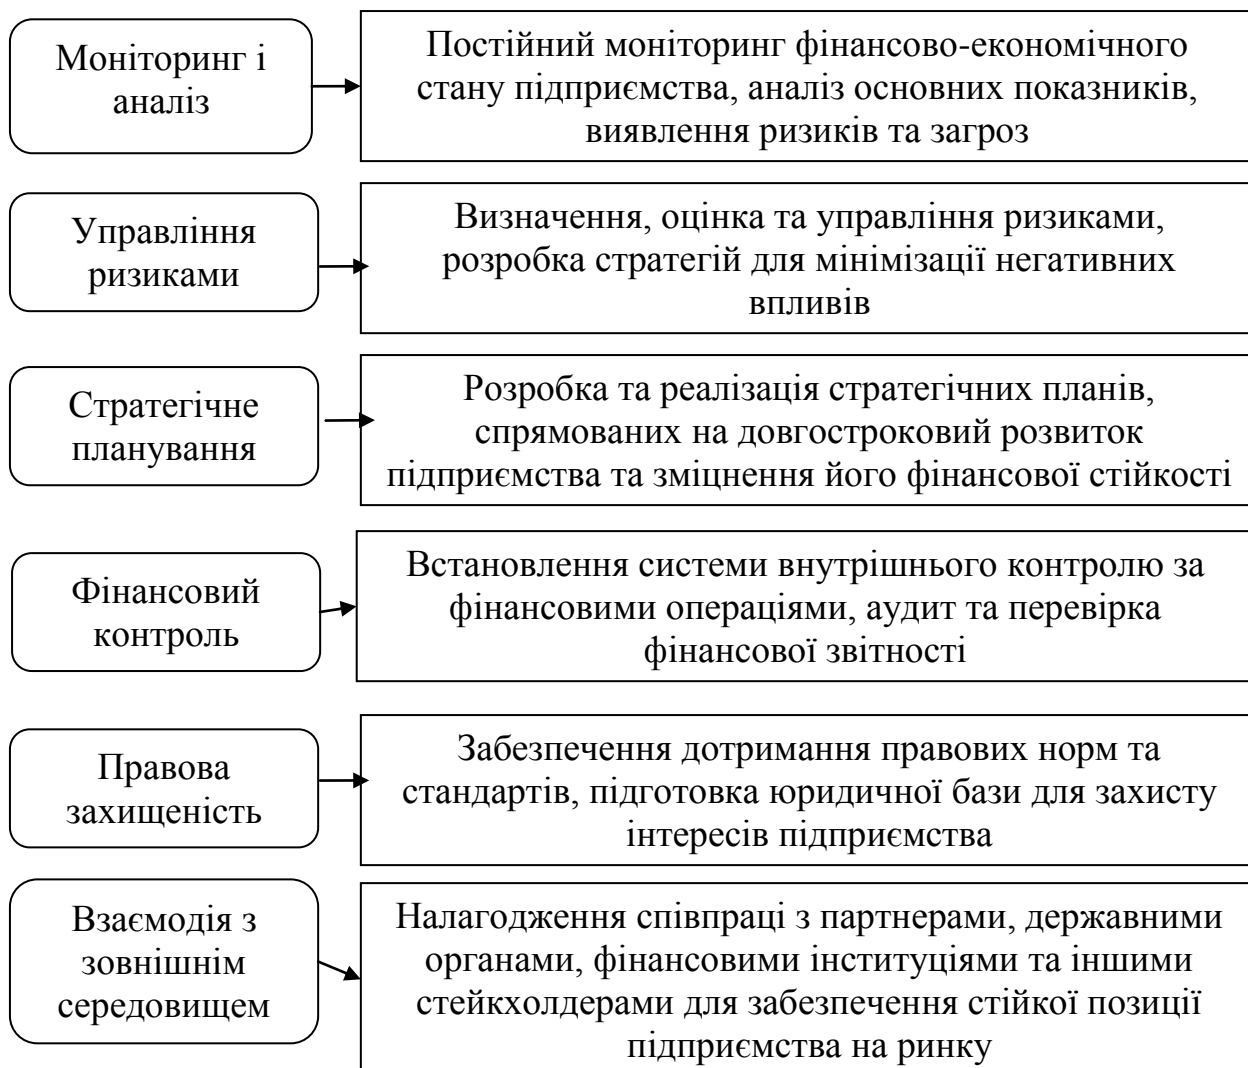 Моніторинг і
аналіз
Постійний моніторинг фінансово-економічного
стану підприємства, аналіз основних показників,
виявлення ризиків та загроз
Управління
ризиками
Визначення, оцінка та управління ризиками,
розробка стратегій для мінімізації негативних
впливів
Стратегічне
планування
Розробка та реалізація стратегічних планів,
спрямованих на довгостроковий розвиток
підприємства та зміцнення його фінансової стійкості
Фінансовий
контроль
Встановлення системи внутрішнього контролю за
фінансовими операціями, аудит та перевірка
фінансової звітності
Правова
захищеність
Забезпечення дотримання правових норм та
стандартів, підготовка юридичної бази для захисту
інтересів підприємства
Взаємодія з
зовнішнім
середовищем
Налагодження співпраці з партнерами, державними
органами, фінансовими інституціями та іншими
стейкхолдерами для забезпечення стійкої позиції
підприємства на ринку